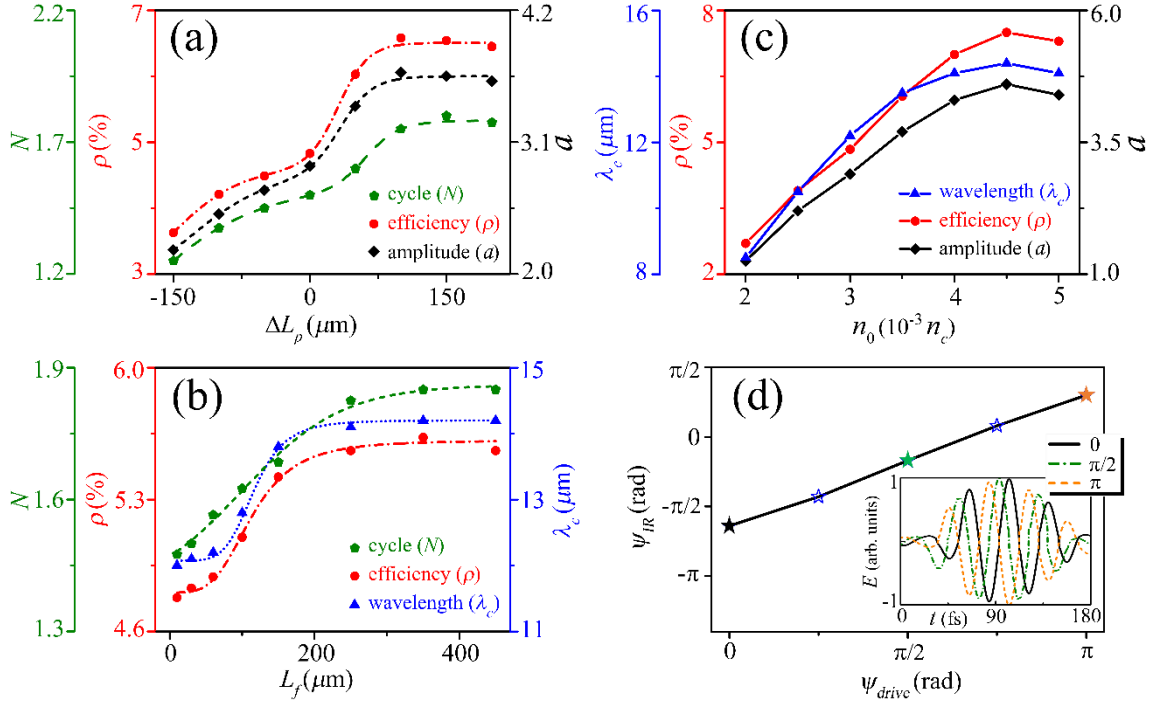 2.2
1.7
1.2
N
7
5
3
ρ (%)
(a)
cycle (N)
efficiency (ρ)
amplitude (a)
4.2
3.1
2.0
a
-150
0
150
ΔLp (μm)
16
12
8
λc (μm)
8
5
2
ρ (%)
(c)
wavelength (λc)
efficiency (ρ)
amplitude (a)
6.0
3.5
1.0
a
2
3
4
5
n0 (10-3 nc)
1.9
1.6
1.3
N
6.0
5.3
4.6
ρ (%)
(b)
cycle (N)
efficiency (ρ)
wavelength (λc)
15
13
11
λc (μm)
0
200
400
Lf (μm)
π/2
0
-π/2
-π
ψIR (rad)
(d)
0
π/2
π
1
-1
E (arb. units)
0
90
180
t (fs)
0
π/2
π
ψdrive (rad)